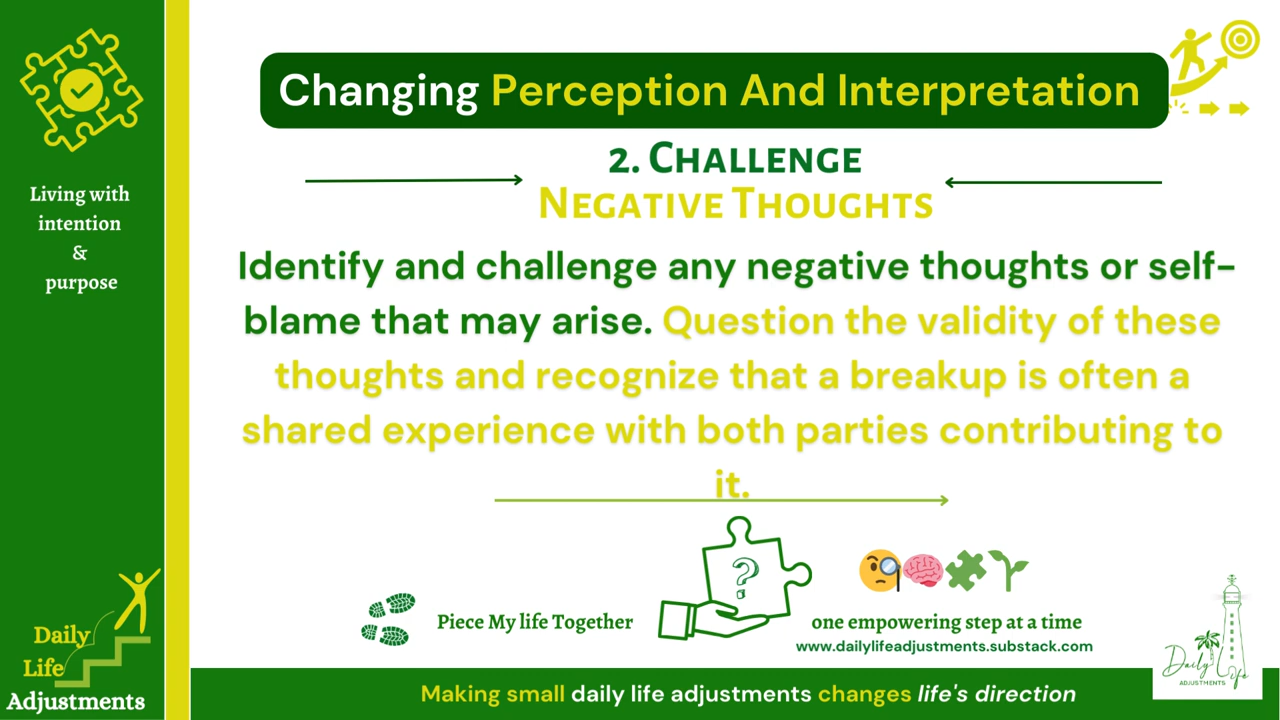 Changing Perception And Interpretation
2. Challenge
Negative Thoughts
Living with
intention
&
purpose
Identify and challenge any negative thoughts or self-
blame that may arise. Question the validity of these
thoughts and recognize that a breakup is often a
shared experience with both parties contributing to
it.
?
Piece My life Together
one empowering step at a time
www.dailylifeadjustments.substack.com
Daily
Life
Adjustments
Daily Life
ADJUSTMENTS
Making small daily life adjustments changes life's direction